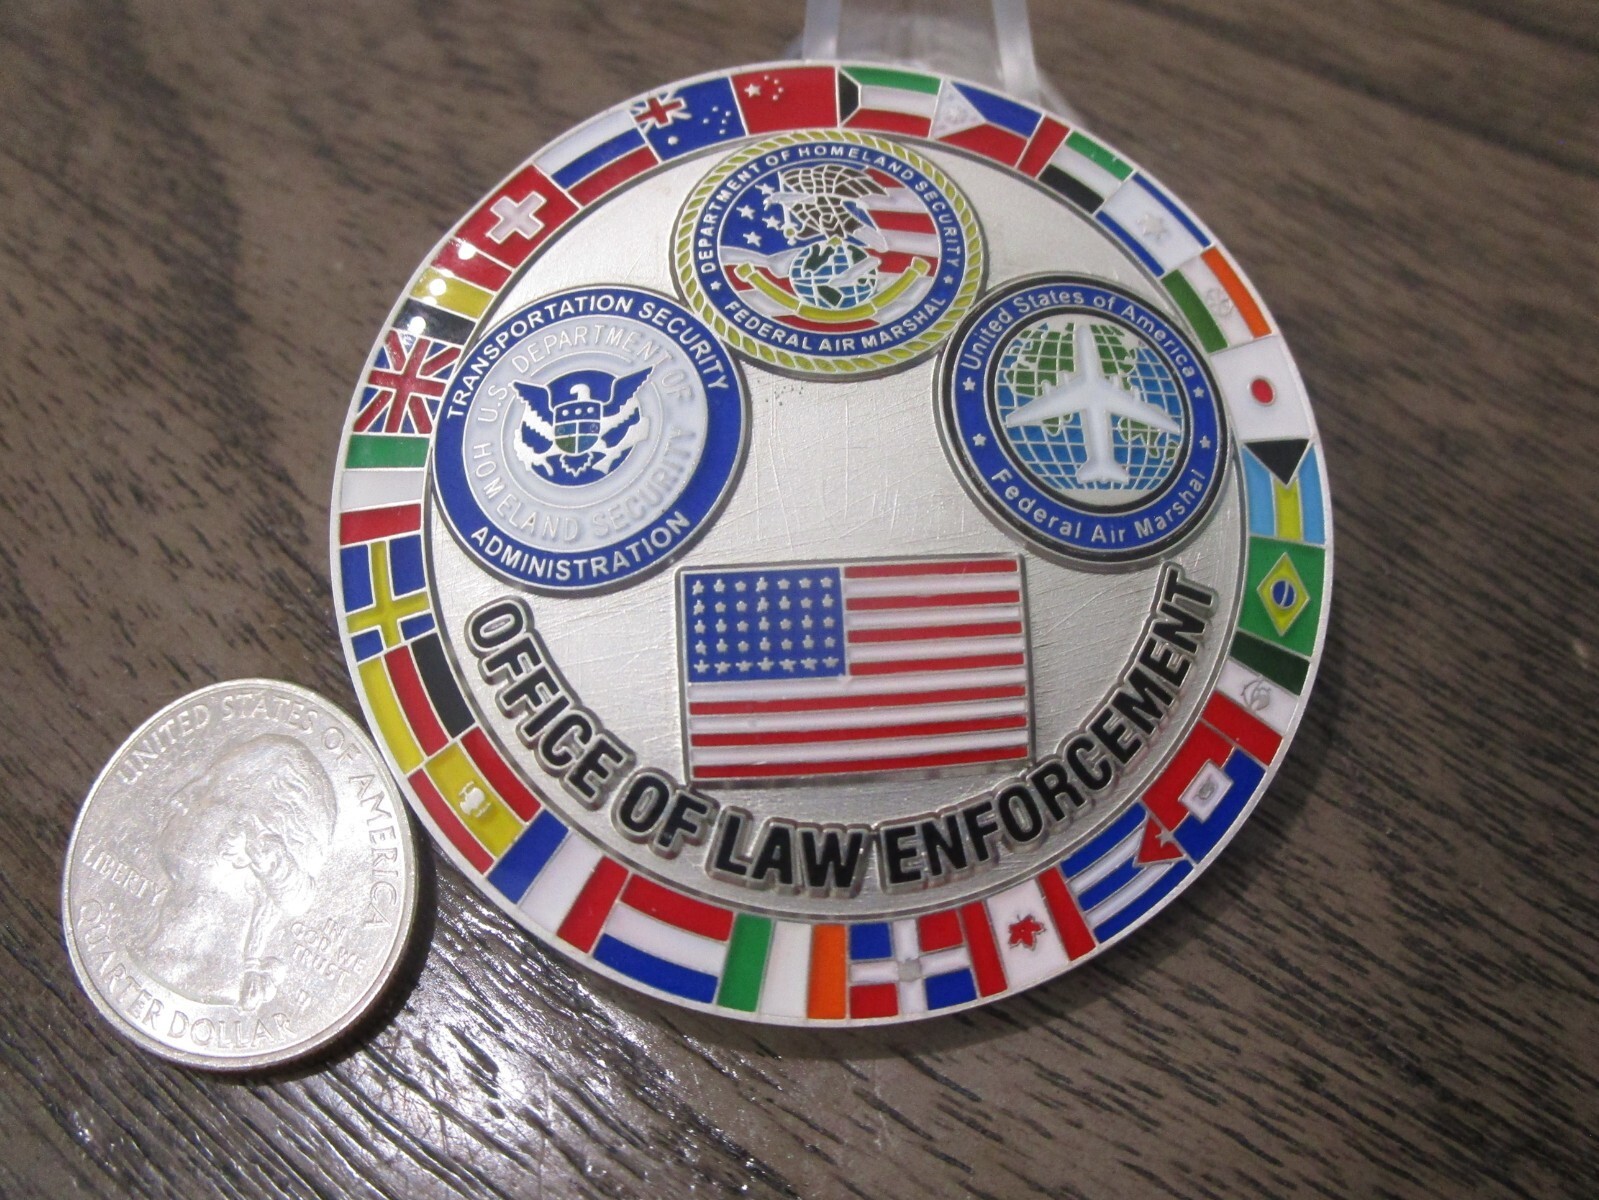 DEPARTMENT OF HOMELAND SECURITY
FEDERAL AIR MARSHAL
TRANSPORTATION SECURITY
ADMINISTRATION
U.S. DEPARTMENT OF
HOMELAND SECURITY
United States of America
Federal Air Marshal
OFFICE OF LAW ENFORCEMENT
UNITED STATES OF AMERICA
LIBERTY
IN
GOD WE
TRUST
QUARTER DOLLAR